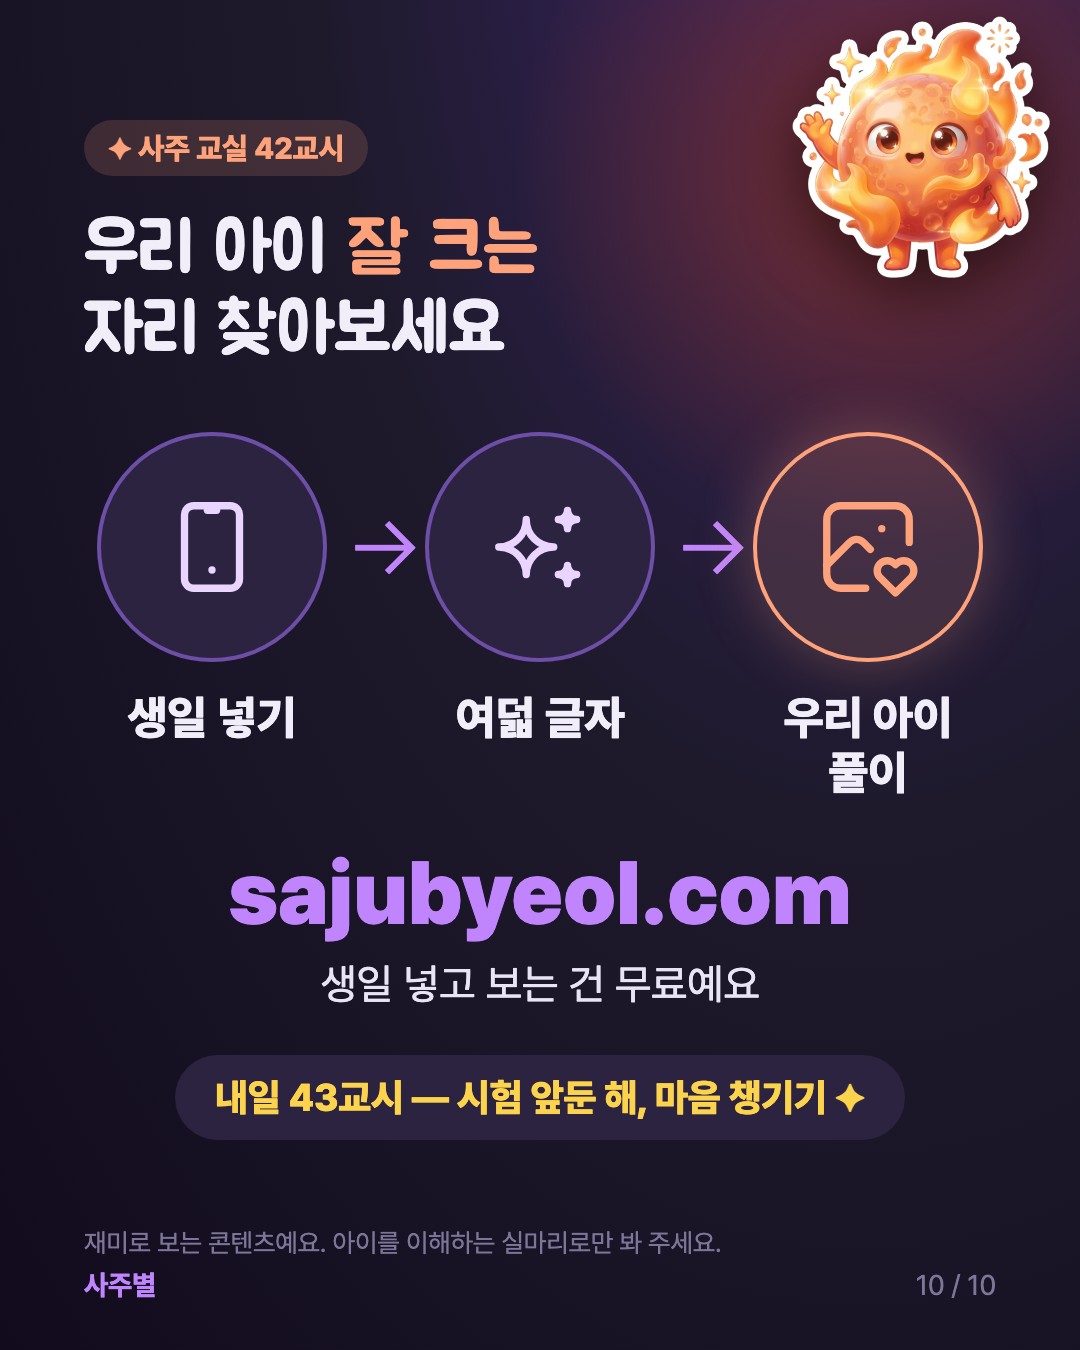 ✦ 사주 교실 42교시
우리 아이 잘 크는
자리 찾아보세요
생일 넣기
여덟 글자
우리 아이
풀이
sajubyeol.com
생일 넣고 보는 건 무료예요
내일 43교시 — 시험 앞둔 해, 마음 챙기기 ✦
재미로 보는 콘텐츠예요. 아이를 이해하는 실마리로만 봐 주세요.
사주별
10 / 10